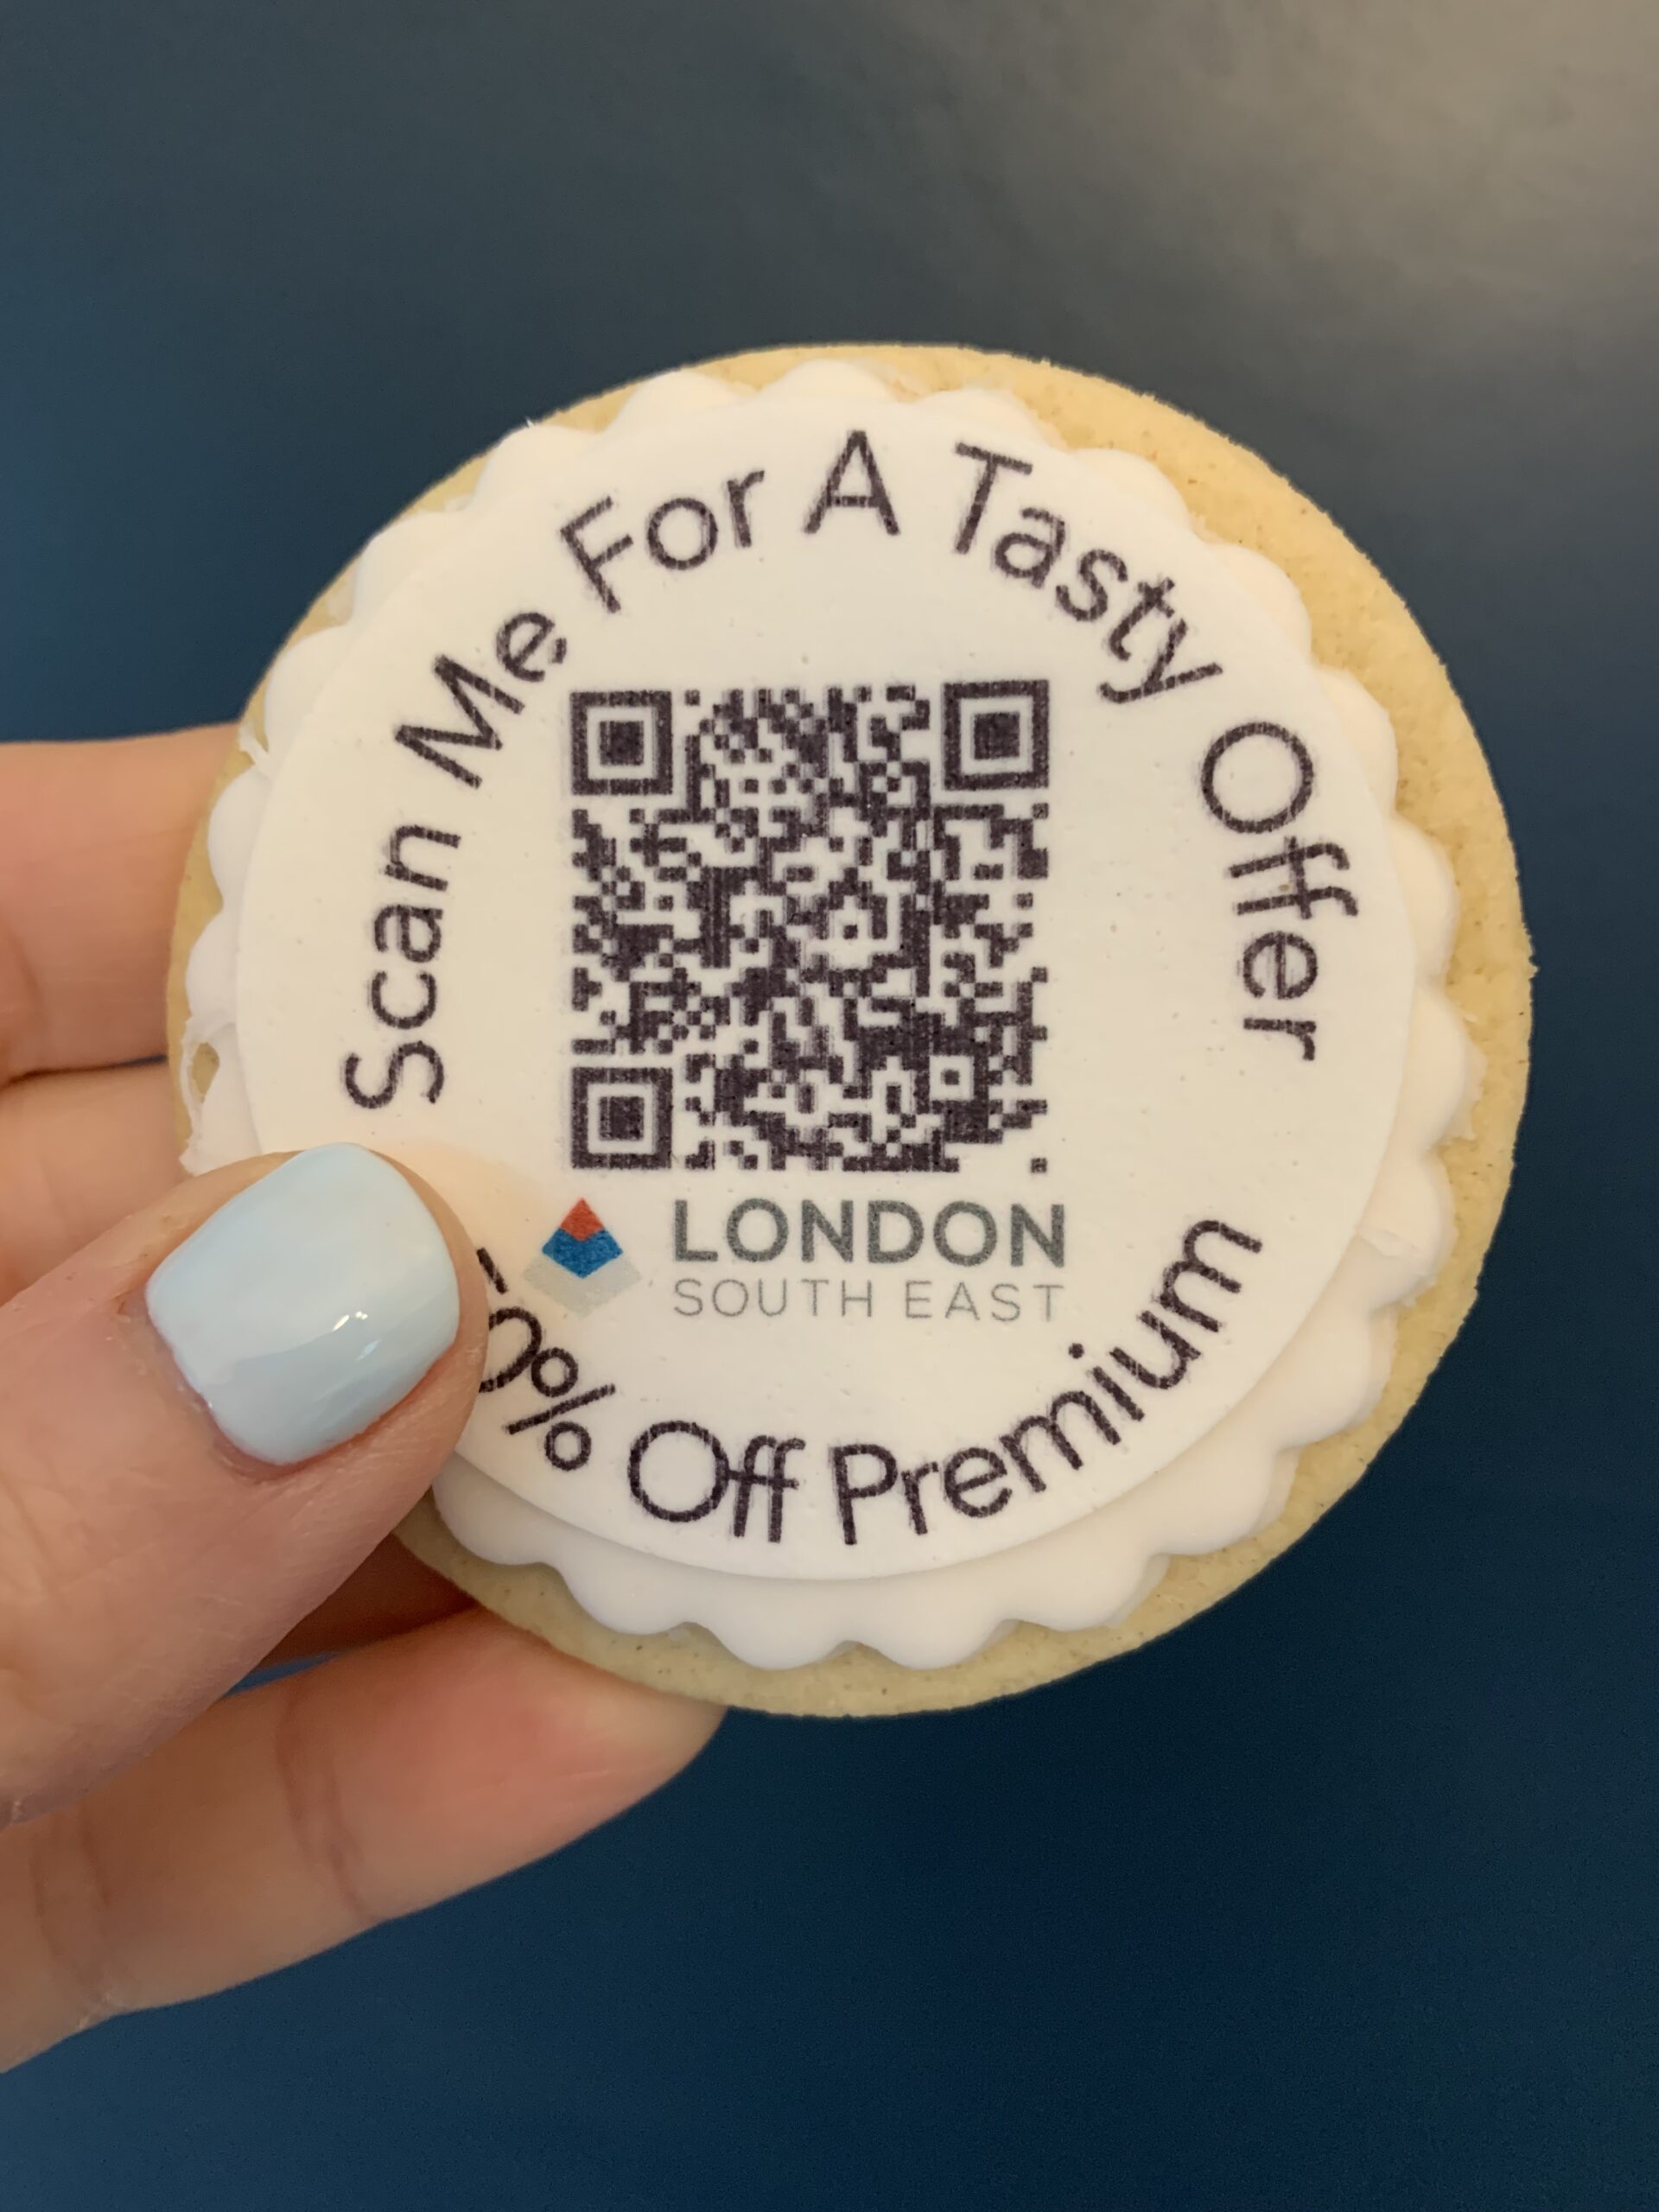 Scan Me For A Tasty Offer
LONDON
SOUTH EAST
% Off Premium